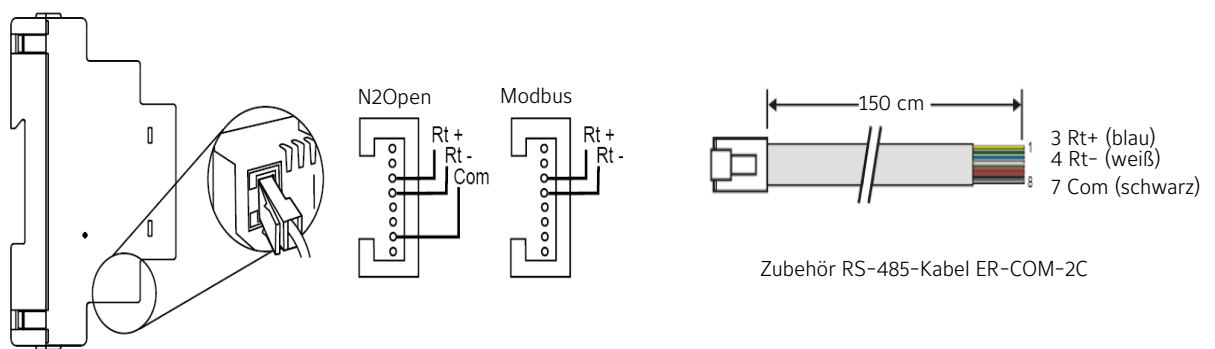 N2Open
Rt +
Rt -
Com
Modbus
Rt +
Rt -
150 cm
1
8
3 Rt+ (blau)
4 Rt- (weiß)
7 Com (schwarz)
Zubehör RS-485-Kabel ER-COM-2C